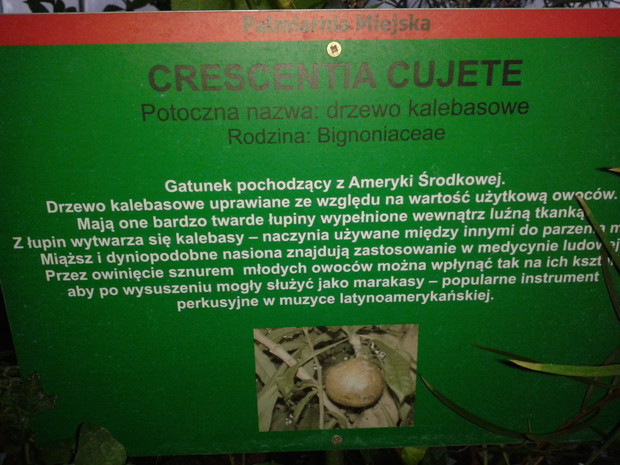 Palmiarnia Miejska
CRESCENTIA CUJETE
Potoczna nazwa: drzewo kalebasowe
Rodzina: Bignoniaceae
Gatunek pochodzący z Ameryki Środkowej.
Drzewo kalebasowe uprawiane ze względu na wartość użytkową owoców.
Mają one bardzo twarde łupiny wypełnione wewnątrz luźną tkanką
Z łupin wytwarza się kalebasy – naczynia używane między innymi do parzenia
Miąższ i dyniopodobne nasiona znajdują zastosowanie w medycynie ludowej
Przez owinięcie sznurem młodych owoców można wpłynąć tak na ich
aby po wysuszeniu mogły służyć jako marakasy – popularne instrument
perkusyjne w muzyce latynoamerykańskiej.